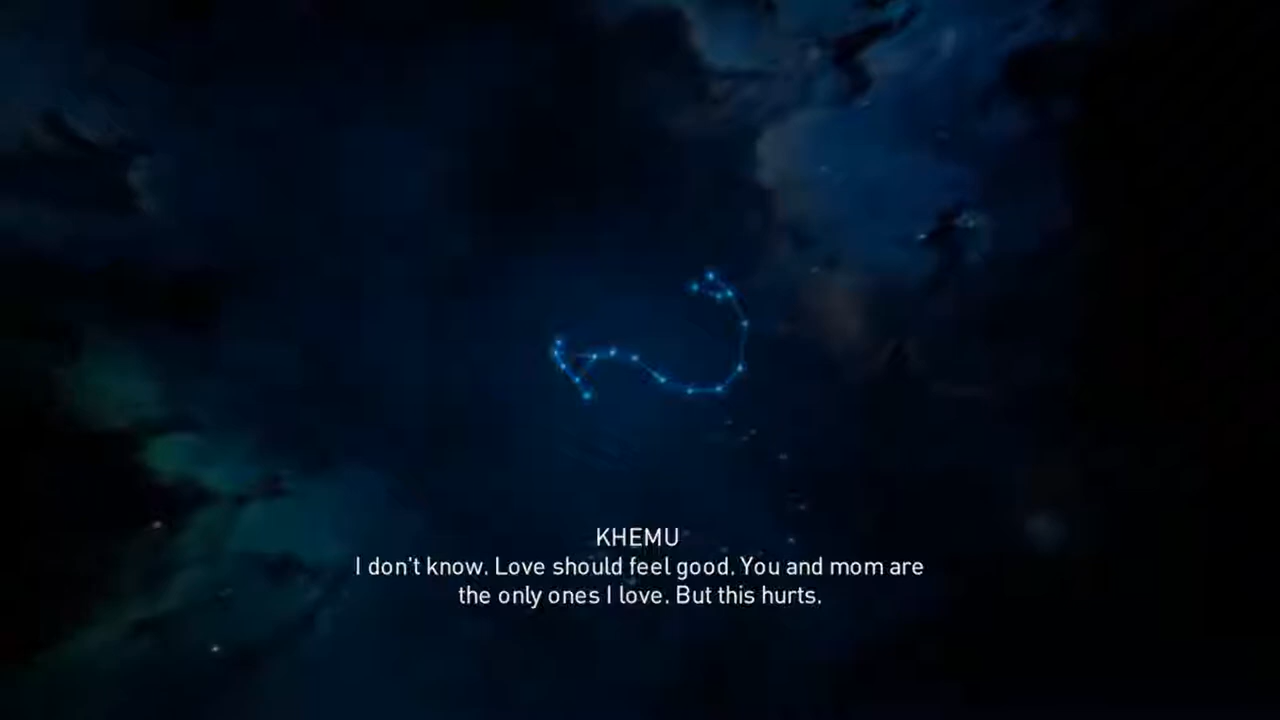 KHEMU
I don't know. Love should feel good. You and mom are
the only ones I love. But this hurts.